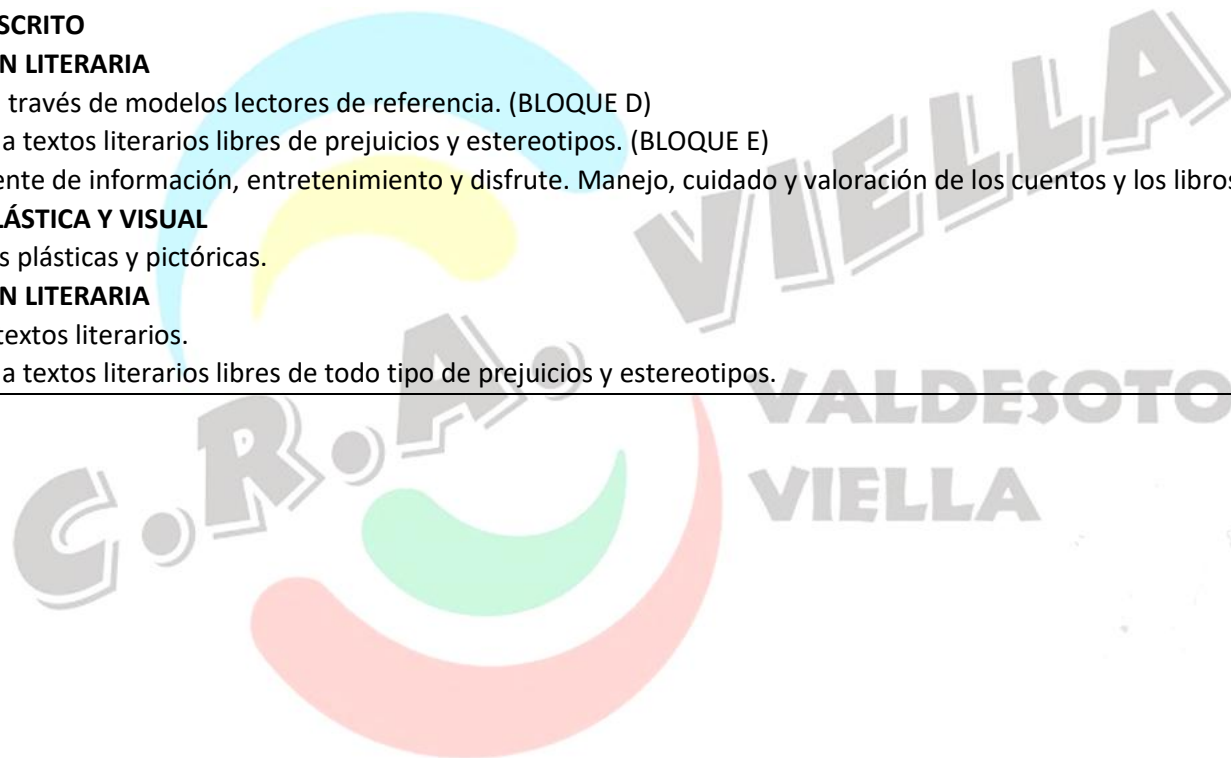 SCRITO
N LITERARIA
través de modelos lectores de referencia. (BLOQUE D)
a textos literarios libres de prejuicios y estereotipos. (BLOQUE E)
ente de información, entretenimiento y disfrute. Manejo, cuidado y valoración de los cuentos y los libros
LÁSTICA Y VISUAL
s plásticas y pictóricas.
N LITERARIA
textos literarios.
a textos literarios libres de todo tipo de prejuicios y estereotipos.
C.R.A. VIELLA
VALDESOTO
VIELLA